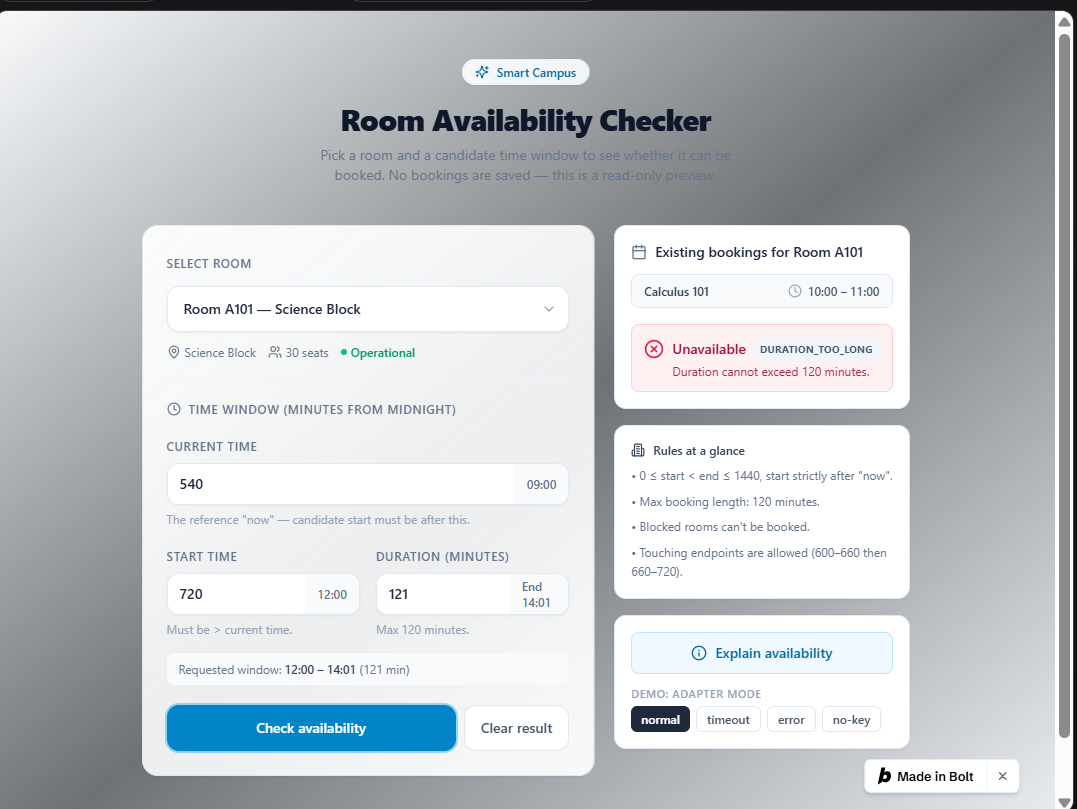 Smart Campus
Room Availability Checker
Pick a room and a candidate time window to see whether it can be
booked. No bookings are saved — this is a read-only preview.
SELECT ROOM
Room A101 — Science Block
Science Block 30 seats • Operational
TIME WINDOW (MINUTES FROM MIDNIGHT)
CURRENT TIME
540 09:00
The reference "now" — candidate start must be after this.
START TIME DURATION (MINUTES)
720 12:00 121 End
14:01
Must be > current time. Max 120 minutes.
Requested window: 12:00 – 14:01 (121 min)
Check availability Clear result
Existing bookings for Room A101
Calculus 101 10:00 – 11:00
Unavailable DURATION_TOO_LONG
Duration cannot exceed 120 minutes.
Rules at a glance
• 0 ≤ start < end ≤ 1440, start strictly after "now".
• Max booking length: 120 minutes.
• Blocked rooms can't be booked.
• Touching endpoints are allowed (600–660 then
660–720).
Explain availability
DEMO: ADAPTER MODE
normal timeout error no-key
b Made in Bolt